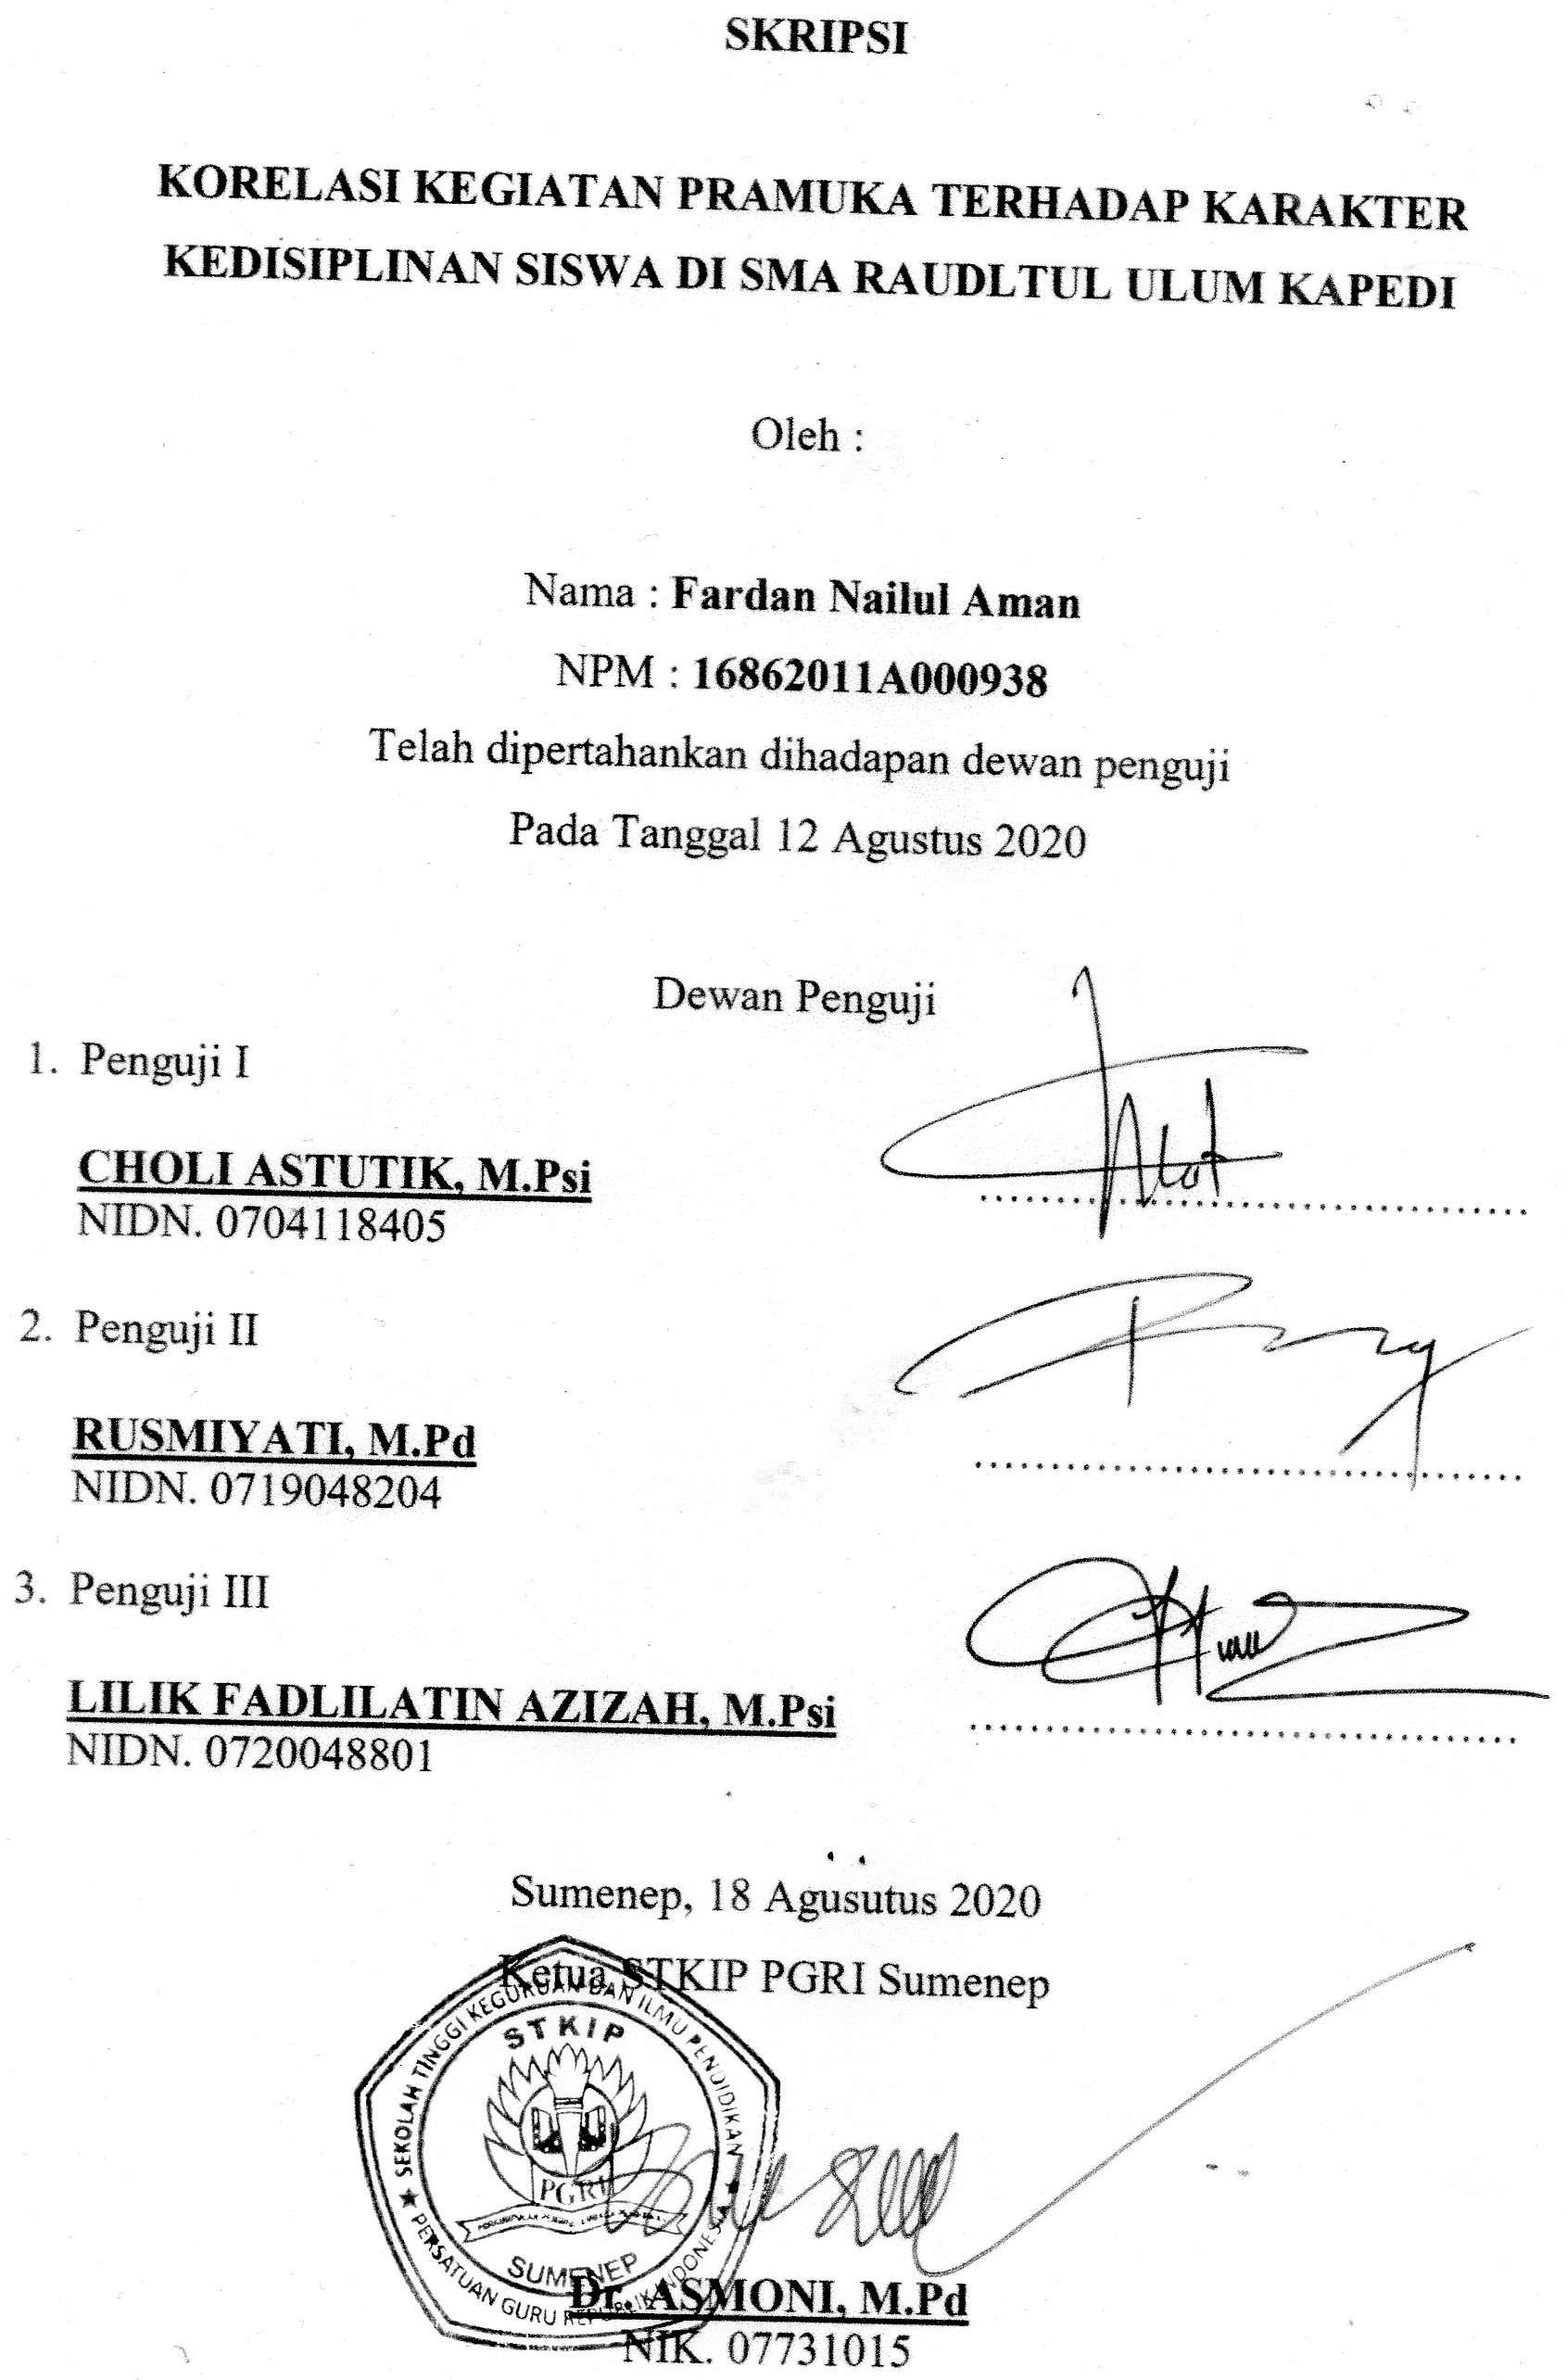 SKRIPSI
KORELASI KEGIATAN PRAMUKA TERHADAP KARAKTER
KEDISIPLINAN SISWA DI SMA RAUDLTUL ULUM KAPEDI
Oleh :
Nama : Fardan Nailul Aman
NPM : 16862011A000938
Telah dipertahankan dihadapan dewan penguji
Pada Tanggal 12 Agustus 2020
Dewan Penguji
1. Penguji I
CHOLI ASTUTIK, M.Psi
NIDN. 0704118405
2. Penguji II
RUSMIYATI, M.Pd
NIDN. 0719048204
3. Penguji III
LILIK FADLILATIN AZIZAH, M.Psi
NIDN. 0720048801
Sumenep, 18 Agusutus 2020
Ketua STKIP PGRI Sumenep
SEKOLAH TINGGI KEGURUAN DAN ILMU PENDIDIKAN
STKIP
PGRI
SUMENEP
PERSATUAN GURU REPUBLIK INDONESIA
Dr. ASMONI, M.Pd
NIK. 07731015